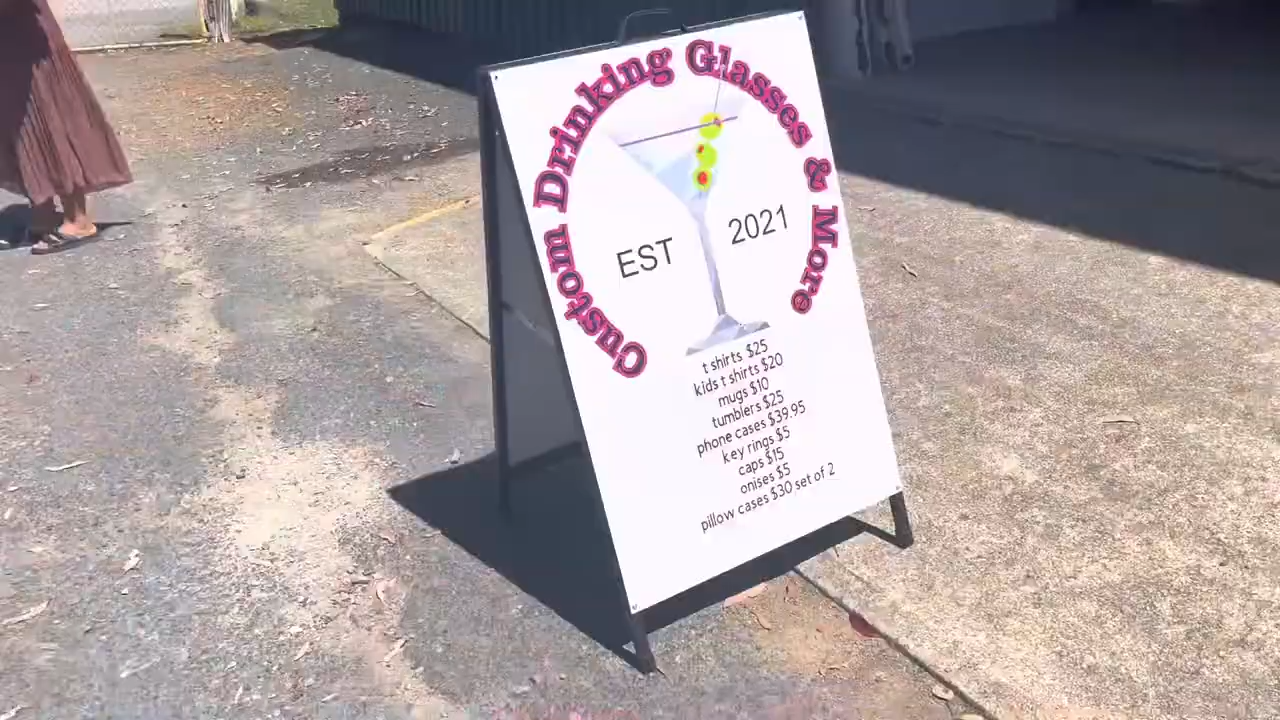 Custom Drinking Glasses & More
EST 2021
t shirts $25
kids t shirts $20
mugs $10
tumblers $25
phone cases $39.95
key rings $5
caps $15
onises $5
pillow cases $30 set of 2